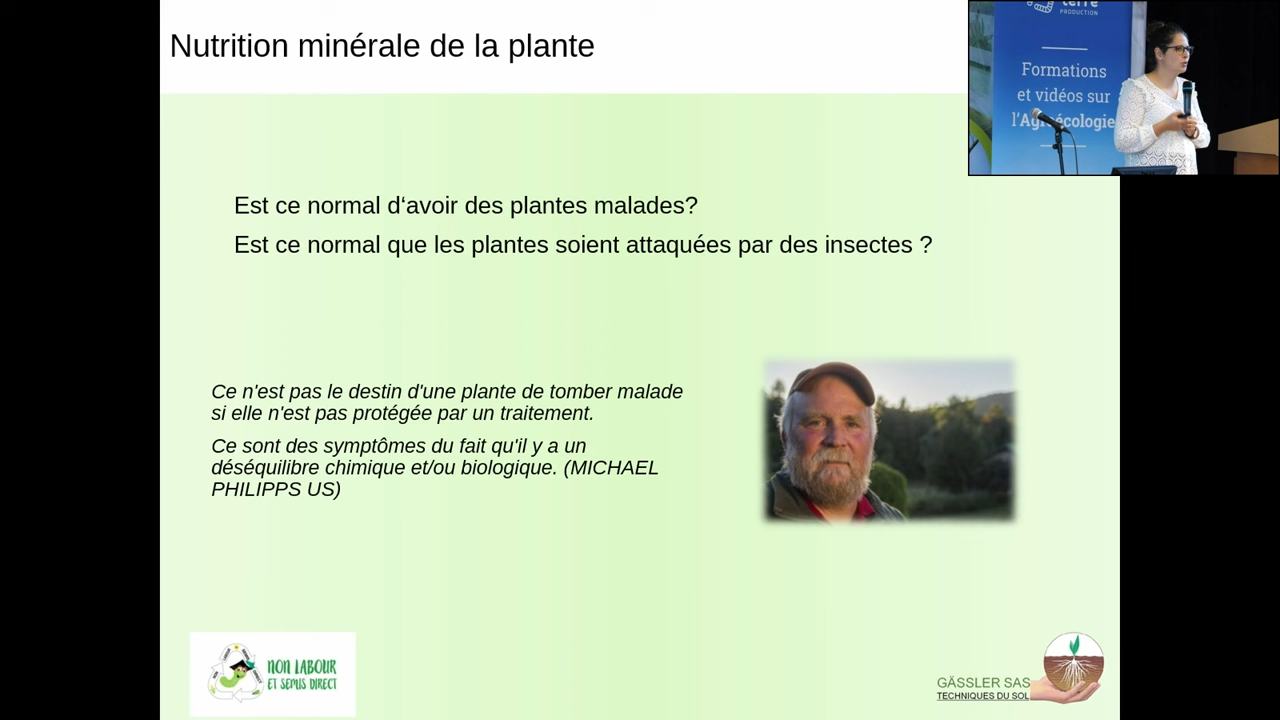 Nutrition minérale de la plante
terre
PRODUCTION
Formations
et vidéos sur
l'Agroécologie
Est ce normal d‘avoir des plantes malades?
Est ce normal que les plantes soient attaquées par des insectes ?
Ce n'est pas le destin d'une plante de tomber malade
si elle n'est pas protégée par un traitement.
Ce sont des symptômes du fait qu'il y a un
déséquilibre chimique et/ou biologique. (MICHAEL
PHILIPPS US)
NON LABOUR
ET SEMIS DIRECT
GÄSSLER SAS
TECHNIQUES DU SOL